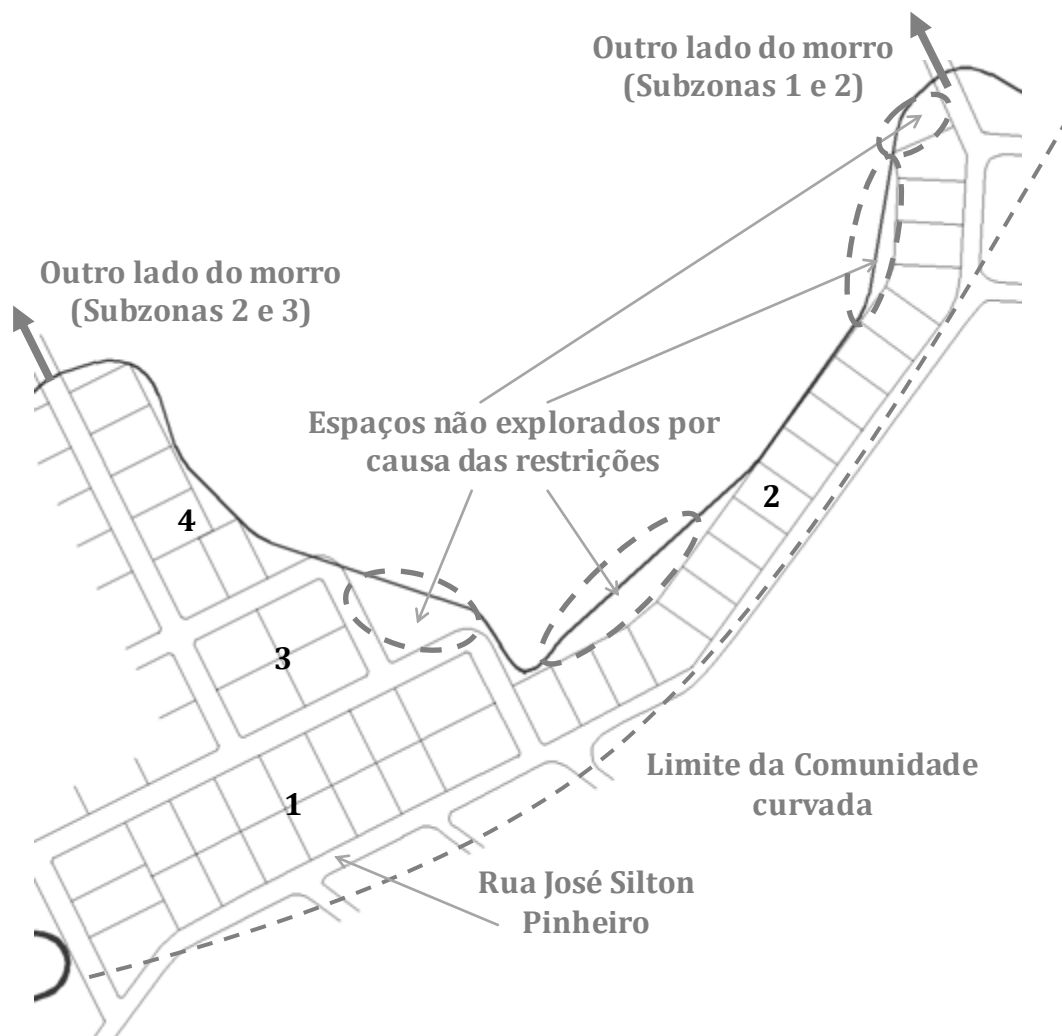 Outro lado do morro
(Subzonas 1 e 2)
Outro lado do morro
(Subzonas 2 e 3)
Espaços não explorados por
causa das restrições
2
4
3
1
Limite da Comunidade
curvada
Rua José Silton
Pinheiro